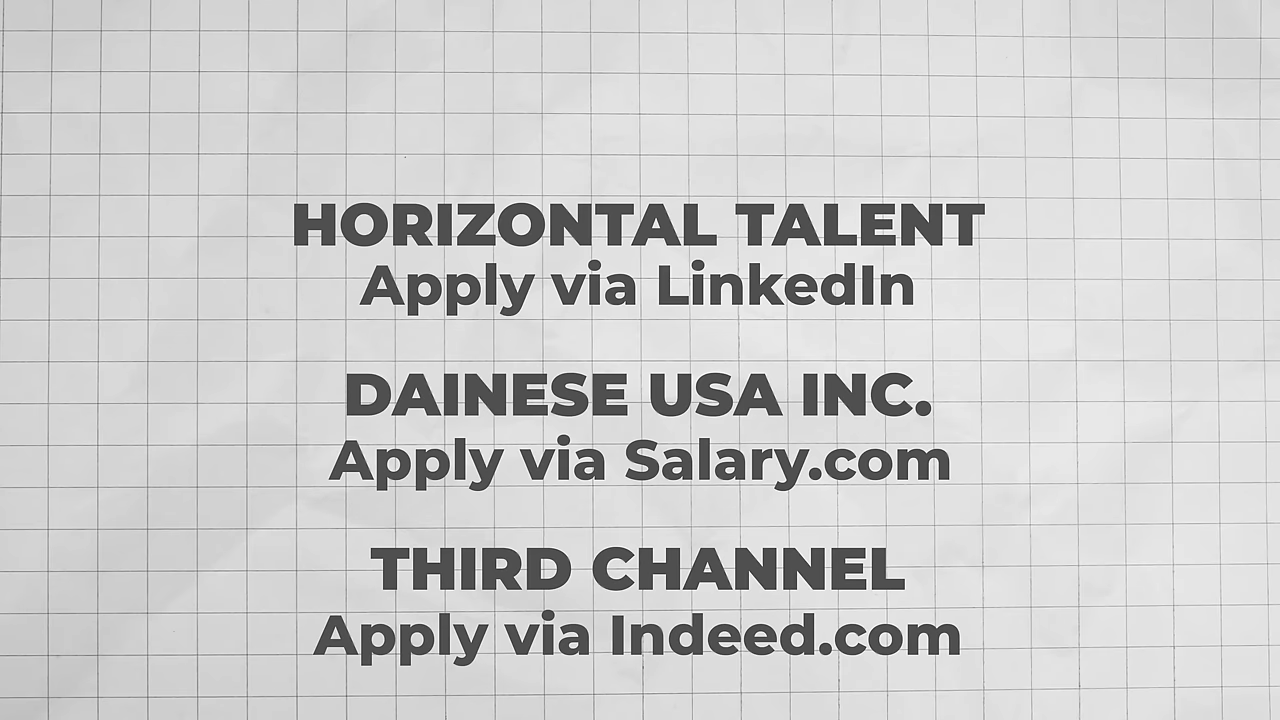 HORIZONTAL TALENT
Apply via LinkedIn
DAINESE USA INC.
Apply via Salary.com
THIRD CHANNEL
Apply via Indeed.com